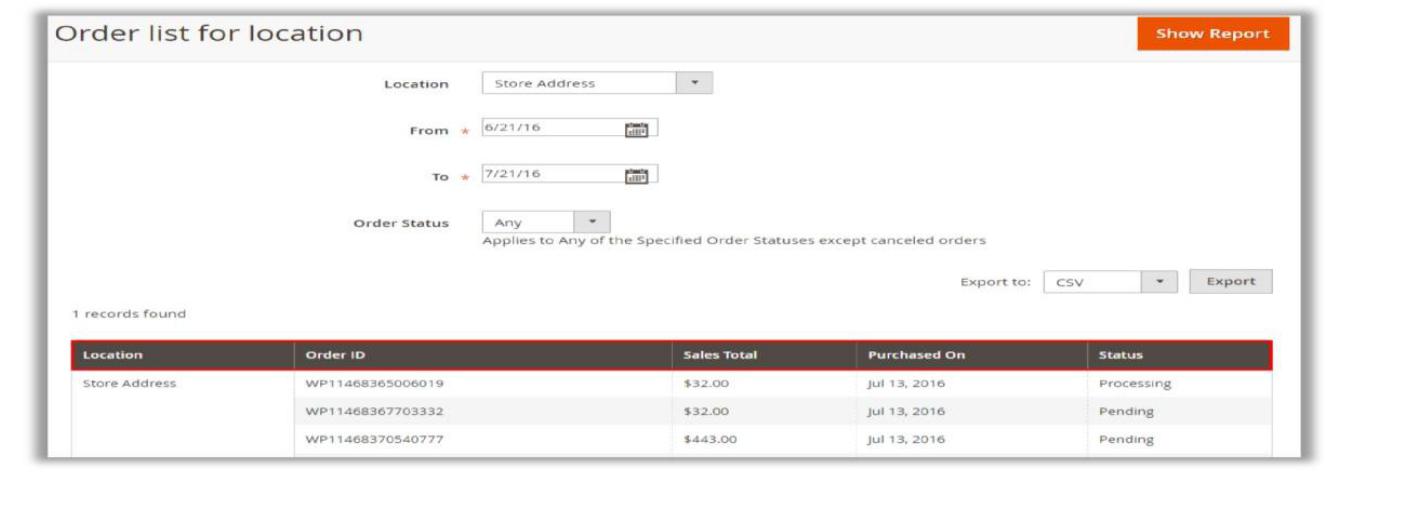 Order list for location
Show Report
Location Store Address
From * 6/21/16
To * 7/21/16
Order Status Any
Applies to Any of the Specified Order Statuses except canceled orders
Export to: CSV Export
1 records found
Location Order ID Sales Total Purchased On Status
Store Address WP11468365006019 $32.00 Jul 13, 2016 Processing
WP11468367703332 $32.00 Jul 13, 2016 Pending
WP11468370540777 $443.00 Jul 13, 2016 Pending